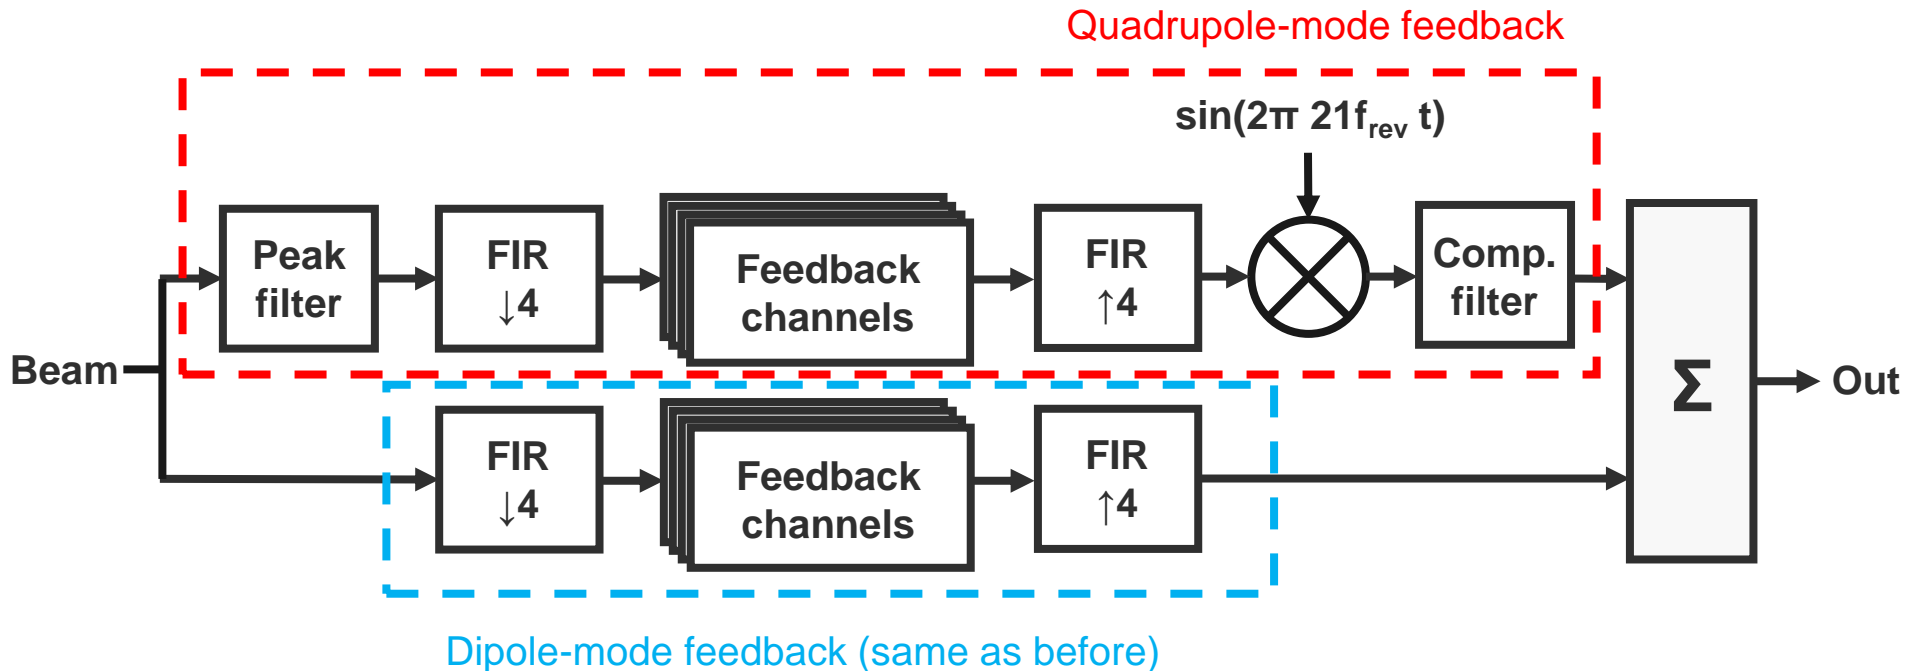 Quadrupole-mode feedback
sin(2π 21f_rev t)
Peak
filter
FIR
↓4
Feedback
channels
FIR
↑4
Comp.
filter
Beam
Σ
Out
FIR
↓4
Feedback
channels
FIR
↑4
Dipole-mode feedback (same as before)